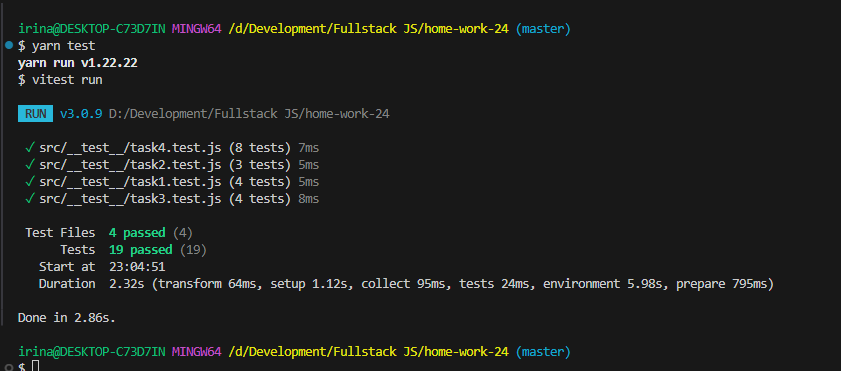 irina@DESKTOP-C73D7IN MINGW64 /d/Development/Fullstack JS/home-work-24 (master)
$ yarn test
yarn run v1.22.22
$ vitest run
RUN v3.0.9 D:/Development/Fullstack JS/home-work-24
✓ src/__test__/task4.test.js (8 tests) 7ms
✓ src/__test__/task2.test.js (3 tests) 5ms
✓ src/__test__/task1.test.js (4 tests) 5ms
✓ src/__test__/task3.test.js (4 tests) 8ms
Test Files 4 passed (4)
Tests 19 passed (19)
Start at 23:04:51
Duration 2.32s (transform 64ms, setup 1.12s, collect 95ms, tests 24ms, environment 5.98s, prepare 795ms)
Done in 2.86s.
irina@DESKTOP-C73D7IN MINGW64 /d/Development/Fullstack JS/home-work-24 (master)
$